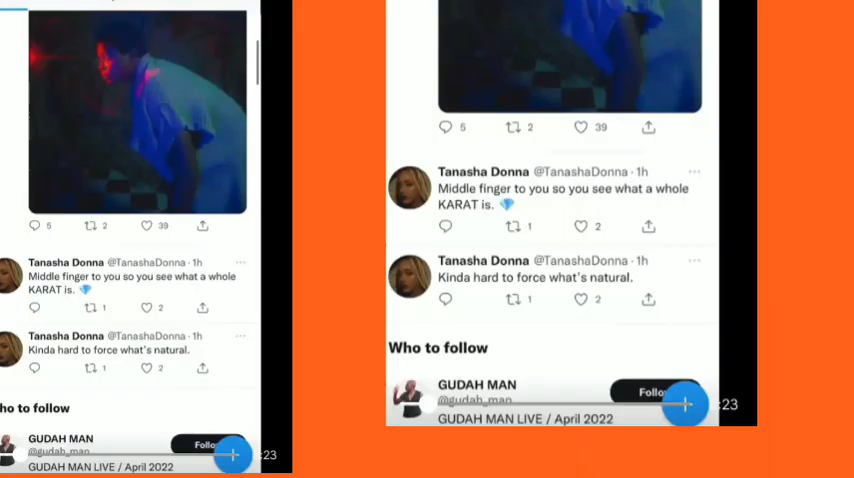 5 2 39
Tanasha Donna @TanashaDonna · 1h
Middle finger to you so you see what a whole
KARAT is. 💎
1 2
Tanasha Donna @TanashaDonna · 1h
Kinda hard to force what's natural.
1 2
ho to follow
GUDAH MAN
Follo
@gudah_man
:23
GUDAH MAN LIVE / April 2022
5 2 39
Tanasha Donna @TanashaDonna · 1h
Middle finger to you so you see what a whole
KARAT is. 💎
1 2
Tanasha Donna @TanashaDonna · 1h
Kinda hard to force what's natural.
1 2
Who to follow
GUDAH MAN
Follo
@gudah_man
:23
GUDAH MAN LIVE / April 2022